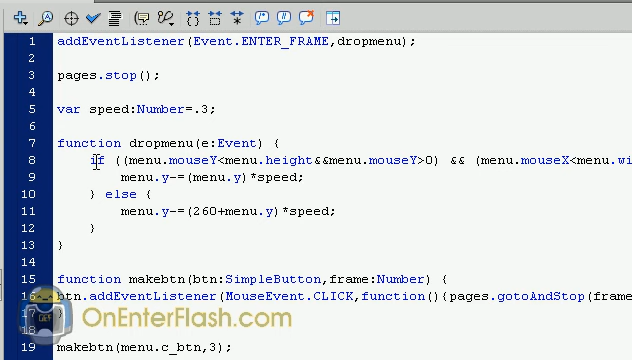 1 addEventListener(Event.ENTER_FRAME,dropmenu);
2
3 pages.stop();
4
5 var speed:Number=.3;
6
7 function dropmenu(e:Event) {
8 if ((menu.mouseY<menu.height&&menu.mouseY>0) && (menu.mouseX<menu.wi
9 menu.y-=(menu.y)*speed;
10 } else {
11 menu.y-=(260+menu.y)*speed;
12 }
13 }
14
15 function makebtn(btn:SimpleButton,frame:Number) {
16 btn.addEventListener(MouseEvent.CLICK,function(){pages.gotoAndStop(frame
17 }
OnEnterFlash.com
18
19 makebtn(menu.c_btn,3);